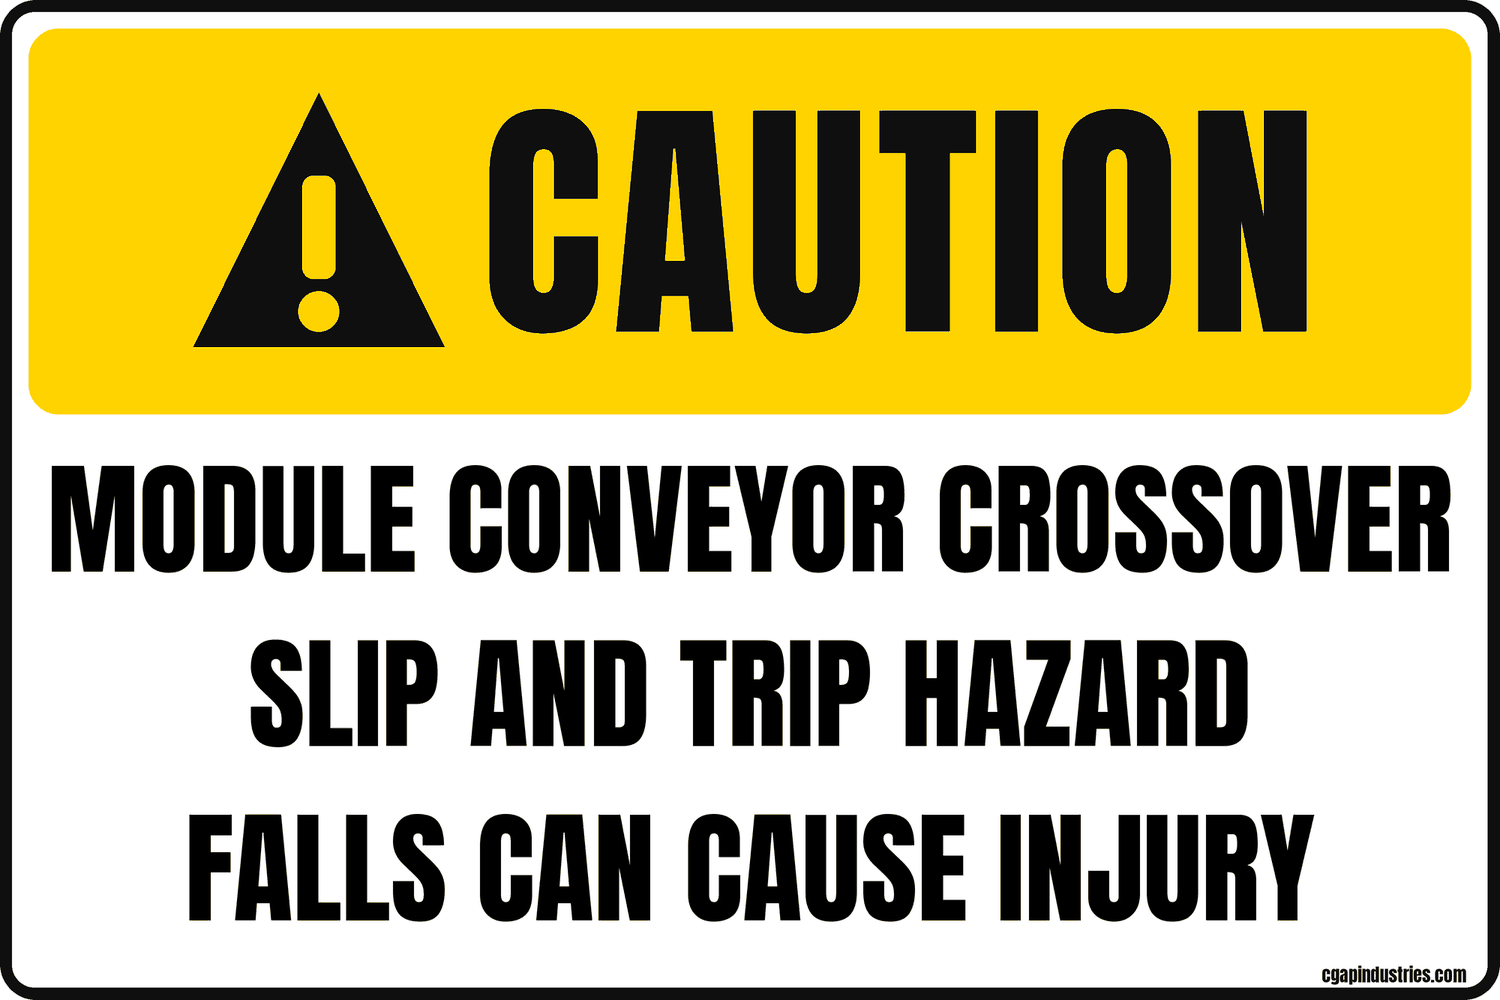 CAUTION
MODULE CONVEYOR CROSSOVER
SLIP AND TRIP HAZARD
FALLS CAN CAUSE INJURY
cgapindustries.com